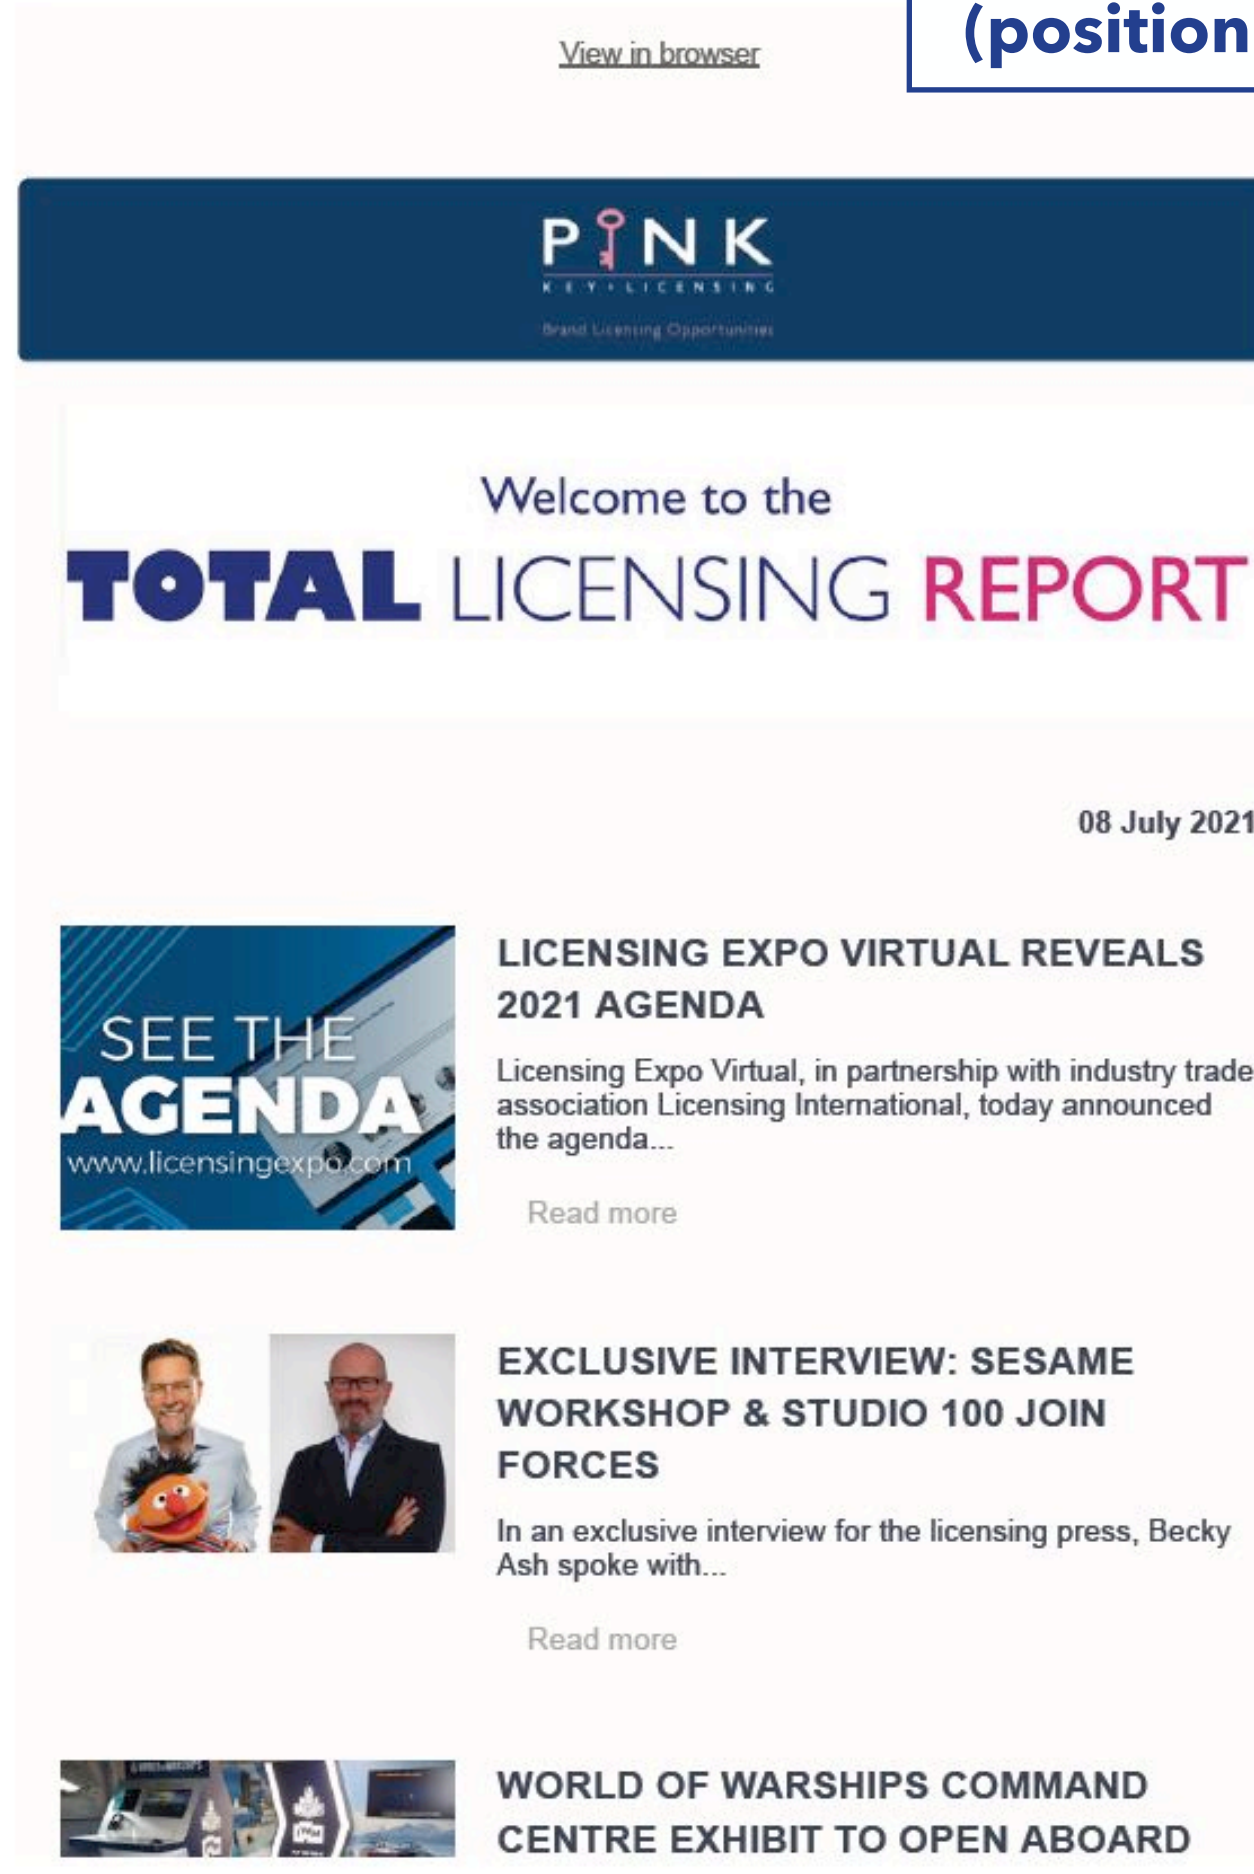 (position
View in browser
PINK
KEY•LICENSING
Brand Licensing Opportunities
Welcome to the
TOTAL LICENSING REPORT
08 July 2021
SEE THE
AGENDA
www.licensingexpo.com
LICENSING EXPO VIRTUAL REVEALS
2021 AGENDA
Licensing Expo Virtual, in partnership with industry trade
association Licensing International, today announced
the agenda...
Read more
EXCLUSIVE INTERVIEW: SESAME
WORKSHOP & STUDIO 100 JOIN
FORCES
In an exclusive interview for the licensing press, Becky
Ash spoke with...
Read more
WORLD OF WARSHIPS COMMAND
CENTRE EXHIBIT TO OPEN ABOARD